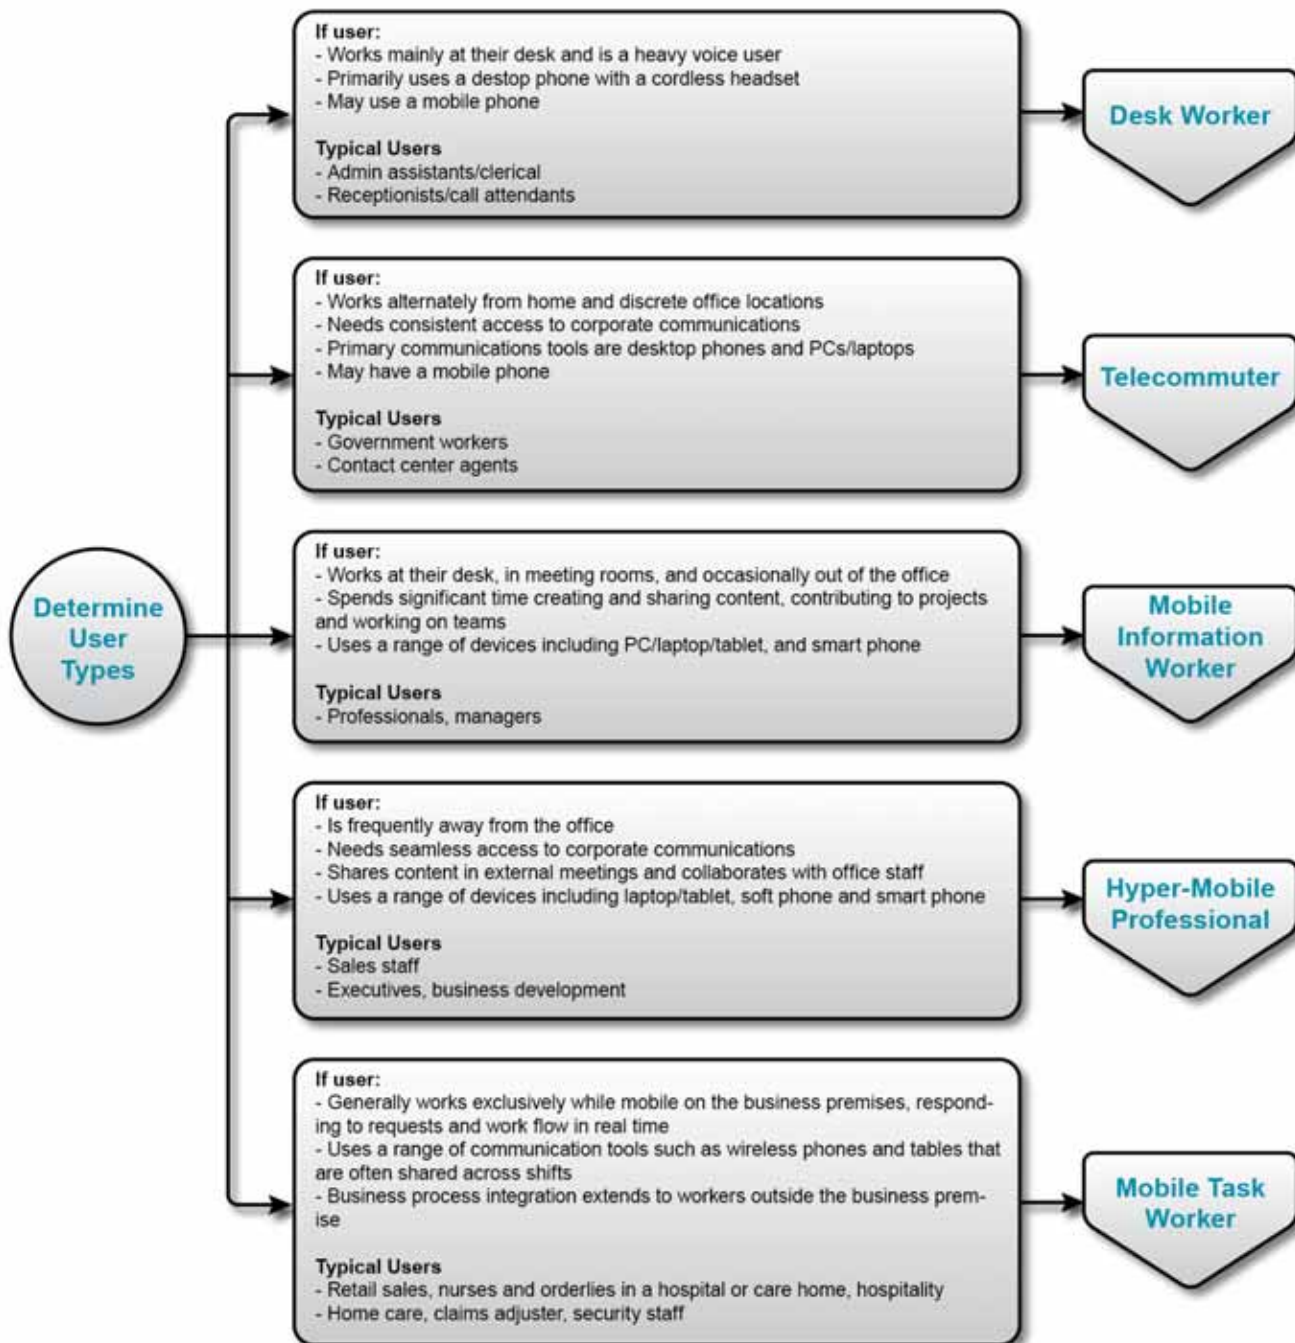 Determine
User
Types
If user:
- Works mainly at their desk and is a heavy voice user
- Primarily uses a destop phone with a cordless headset
- May use a mobile phone
Typical Users
- Admin assistants/clerical
- Receptionists/call attendants
Desk Worker
If user:
- Works alternately from home and discrete office locations
- Needs consistent access to corporate communications
- Primary communications tools are desktop phones and PCs/laptops
- May have a mobile phone
Typical Users
- Government workers
- Contact center agents
Telecommuter
If user:
- Works at their desk, in meeting rooms, and occasionally out of the office
- Spends significant time creating and sharing content, contributing to projects
and working on teams
- Uses a range of devices including PC/laptop/tablet, and smart phone
Typical Users
- Professionals, managers
Mobile
Information
Worker
If user:
- Is frequently away from the office
- Needs seamless access to corporate communications
- Shares content in external meetings and collaborates with office staff
- Uses a range of devices including laptop/tablet, soft phone and smart phone
Typical Users
- Sales staff
- Executives, business development
Hyper-Mobile
Professional
If user:
- Generally works exclusively while mobile on the business premises, respond-
ing to requests and work flow in real time
- Uses a range of communication tools such as wireless phones and tables that
are often shared across shifts
- Business process integration extends to workers outside the business prem-
ise
Typical Users
- Retail sales, nurses and orderlies in a hospital or care home, hospitality
- Home care, claims adjuster, security staff
Mobile Task
Worker